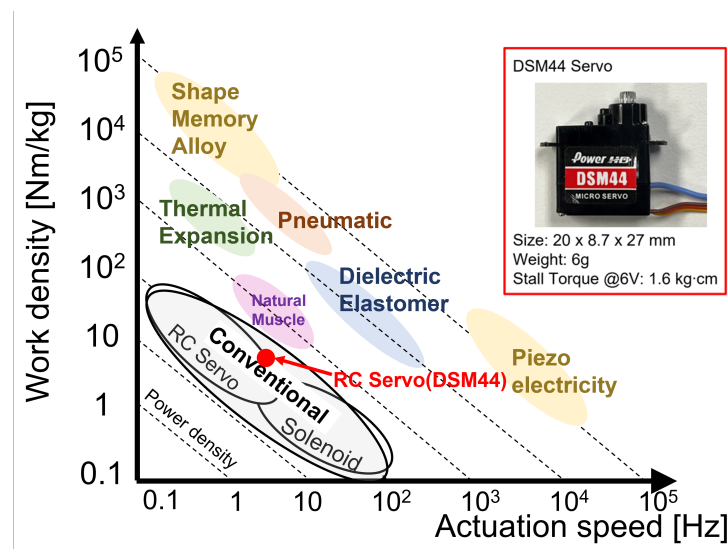 10⁵
10⁴
10³
10²
10
1
0.1
Work density [Nm/kg]
Shape
Memory
Alloy
Thermal
Expansion
Pneumatic
Dielectric
Elastomer
Natural
Muscle
Piezo
electricity
Conventional
RC Servo
Solenoid
RC Servo(DSM44)
Power density
0.1
1
10
10²
10³
10⁴
10⁵
Actuation speed [Hz]
DSM44 Servo
Power HD
DSM44
MICRO SERVO
Size: 20 x 8.7 x 27 mm
Weight: 6g
Stall Torque @6V: 1.6 kg·cm